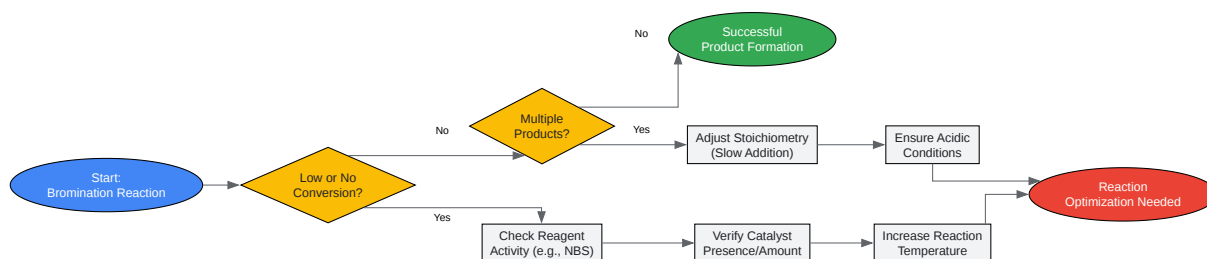 No
Successful
Product Formation
Multiple
Products?
No
Yes
Adjust Stoichiometry
(Slow Addition)
Ensure Acidic
Conditions
Start:
Bromination Reaction
Low or No
Conversion?
Reaction
Optimization Needed
Yes
Check Reagent
Activity (e.g., NBS)
Verify Catalyst
Presence/Amount
Increase Reaction
Temperature